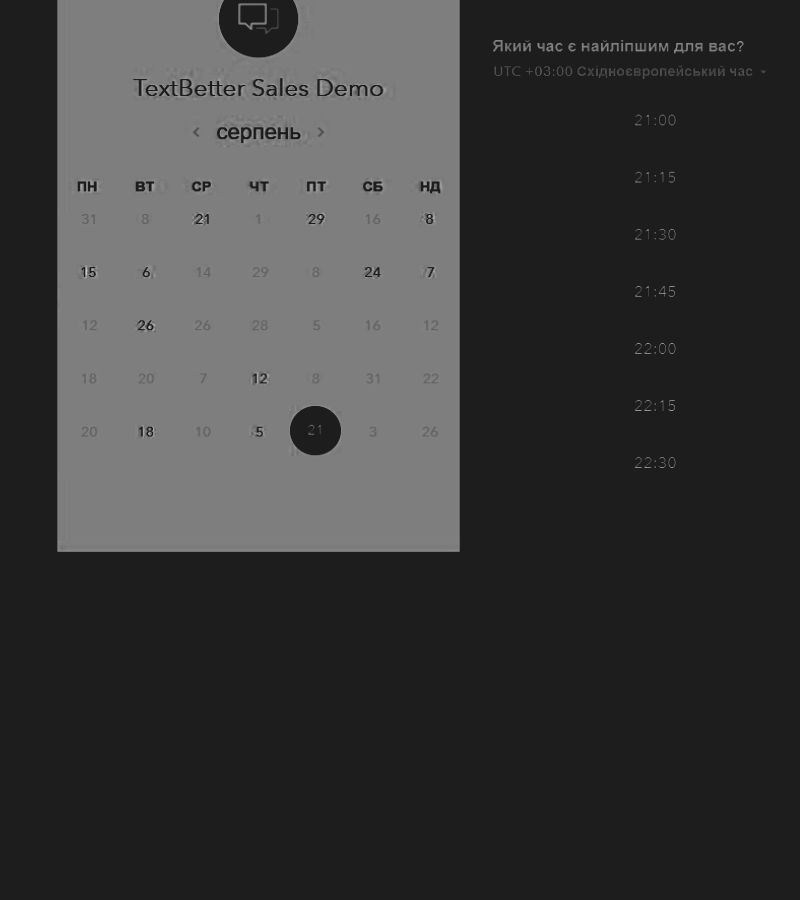 TextBetter Sales Demo
серпень
ПН ВТ СР ЧТ ПТ СБ НД
31 8 21 1 29 16 8
15 6 14 29 8 24 7
12 26 26 28 5 16 12
18 20 7 12 8 31 22
20 18 10 5 21 3 26
Який час є найліпшим для вас?
UTC +03:00 Східноєвропейський час
21:00
21:15
21:30
21:45
22:00
22:15
22:30